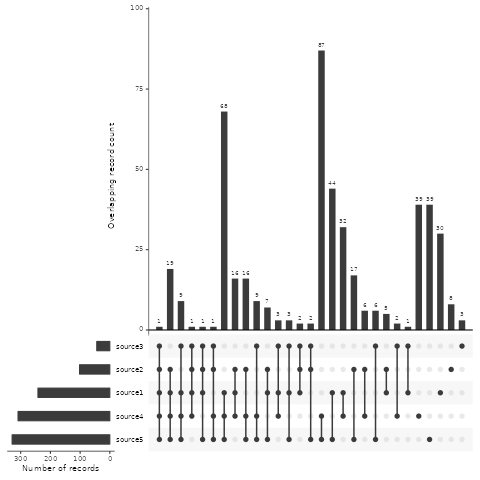 100
75
50
25
0
Overlapping record count
1 19 9 1 1 1 68 16 16 9 7 3 3 2 2 87 44 32 17 6 6 5 2 1 39 39 30 8 3
source3
source2
source1
source4
source5
300 200 100 0
Number of records